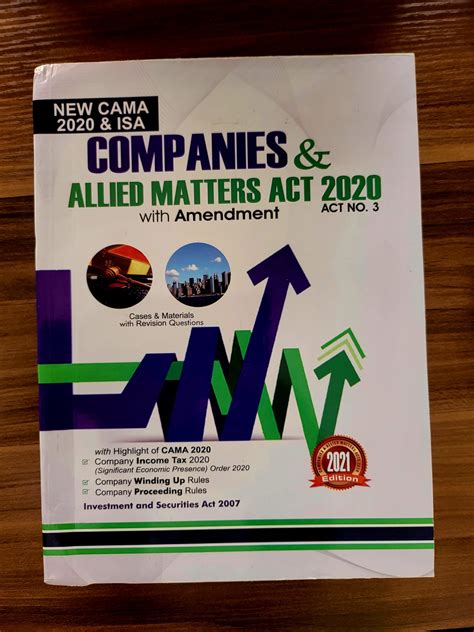 NEW CAMA
2020 & ISA
COMPANIES &
ALLIED MATTERS ACT 2020
with Amendment
ACT NO. 3
Cases & Materials
with Revision Questions
with Highlight of CAMA 2020
Company Income Tax 2020
(Significant Economic Presence) Order 2020
Company Winding Up Rules
Company Proceeding Rules
Investment and Securities Act 2007
2021
Edition